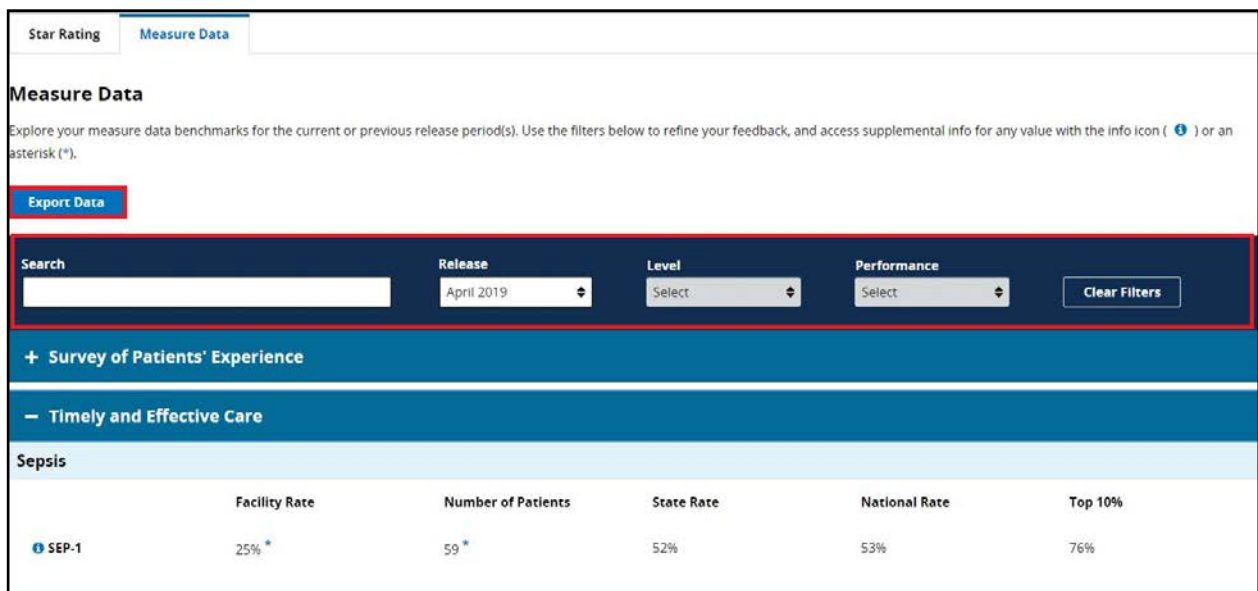 Star Rating
Measure Data
Measure Data
Explore your measure data benchmarks for the current or previous release period(s). Use the filters below to refine your feedback, and access supplemental info for any value with the info icon ( i ) or an
asterisk (*).
Export Data
Search Release Level Performance
April 2019 Select Select Clear Filters
+ Survey of Patients' Experience
− Timely and Effective Care
Sepsis
Facility Rate Number of Patients State Rate National Rate Top 10%
i SEP-1 25% * 59 * 52% 53% 76%